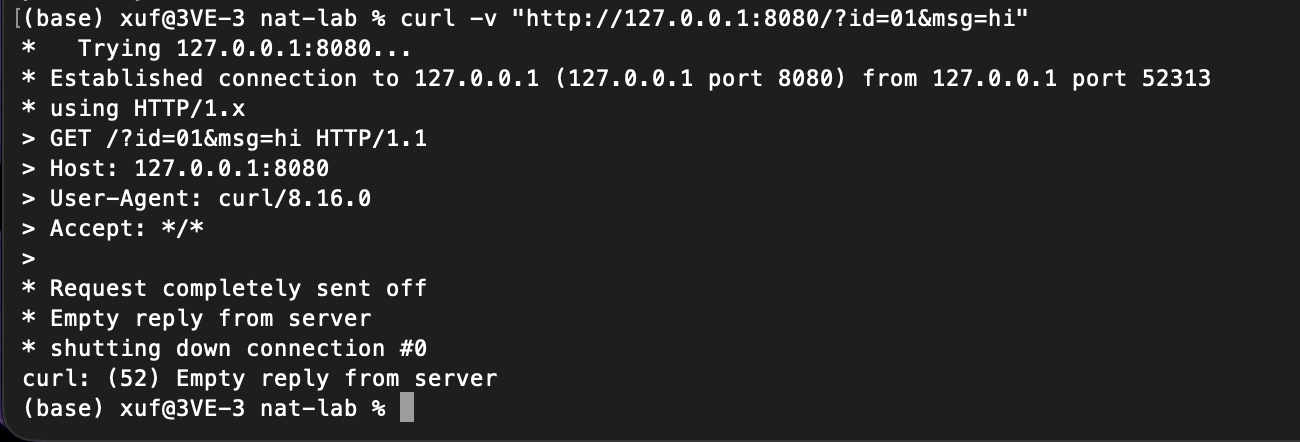 [(base) xuf@3VE-3 nat-lab % curl -v "http://127.0.0.1:8080/?id=01&msg=hi"
*   Trying 127.0.0.1:8080...
* Established connection to 127.0.0.1 (127.0.0.1 port 8080) from 127.0.0.1 port 52313
* using HTTP/1.x
> GET /?id=01&msg=hi HTTP/1.1
> Host: 127.0.0.1:8080
> User-Agent: curl/8.16.0
> Accept: */*
>
* Request completely sent off
* Empty reply from server
* shutting down connection #0
curl: (52) Empty reply from server
(base) xuf@3VE-3 nat-lab %